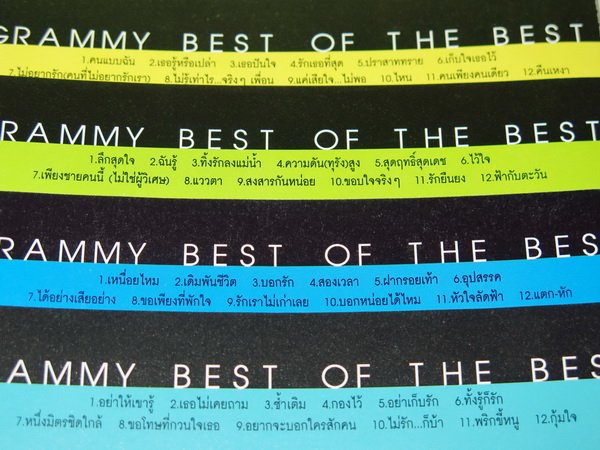 GRAMMY BEST OF THE BEST
1.คนแบบฉัน 2.เธอรู้หรือเปล่า 3.เธอปันใจ 4.รักเธอที่สุด 5.ปราสาททราย 6.เก็บใจเธอไว้
7.ไม่อยากรัก(คนที่ไม่อยากรักเรา) 8.ไม่รู้เท่าไร...จริงๆ เพื่อน 9.แค่เสียใจ...ไม่พอ 10.ไหน 11.คนเพียงคนเดียว 12.คืนเหงา
RAMMY BEST OF THE BEST
1.ลึกสุดใจ 2.ฉันรู้ 3.ทิ้งรักลงแม่น้ำ 4.ความดัน(ทุรัง)สูง 5.สุดฤทธิ์สุดเดช 6.ไว้ใจ
7.เพียงชายคนนี้ (ไม่ใช่ผู้วิเศษ) 8.แววตา 9.สงสารกันหน่อย 10.ขอบใจจริงๆ 11.รักยืนยง 12.ฟ้ากับตะวัน
RAMMY BEST OF THE BES
1.เหนื่อยไหม 2.เดิมพันชีวิต 3.บอกรัก 4.สองเวลา 5.ฝากรอยเท้า 6.อุปสรรค
7.ได้อย่างเสียอย่าง 8.ขอเพียงที่พักใจ 9.รักเราไม่เก่าเลย 10.บอกหน่อยได้ไหม 11.หัวใจลัดฟ้า 12.แตก-หัก
AMMY BEST OF THE BES
1.อย่าให้เขารู้ 2.เธอไม่เคยถาม 3.ซ้ำเติม 4.กองไว้ 5.อย่าเก็บรัก 6.ทั้งรู้ก็รัก
7.หนึ่งมิตรชิดใกล้ 8.ขอโทษที่กวนใจเธอ 9.อยากจะบอกใครสักคน 10.ไม่รัก...ก็บ้า 11.พริกขี้หนู 12.กุ้มใจ